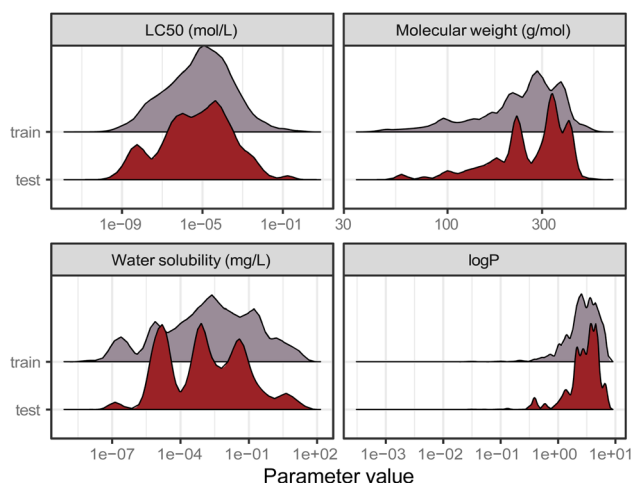 LC50 (mol/L)
Molecular weight (g/mol)
train
test
1e−09 1e−05 1e−01
30 100 300
Water solubility (mg/L)
logP
train
test
1e−07 1e−04 1e−01 1e+02
1e−03 1e−02 1e−01 1e+00 1e+01
Parameter value